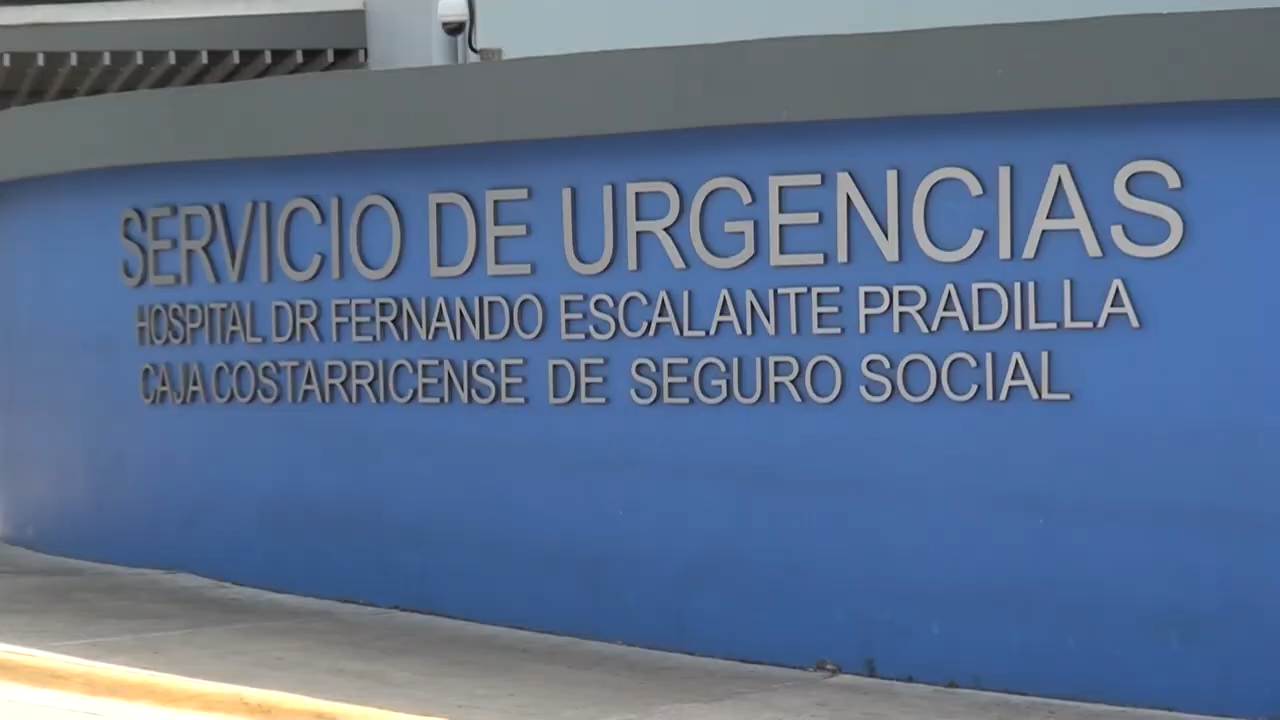 SERVICIO DE URGENCIAS
HOSPITAL DR FERNANDO ESCALANTE PRADILLA
CAJA COSTARRICENSE DE SEGURO SOCIAL